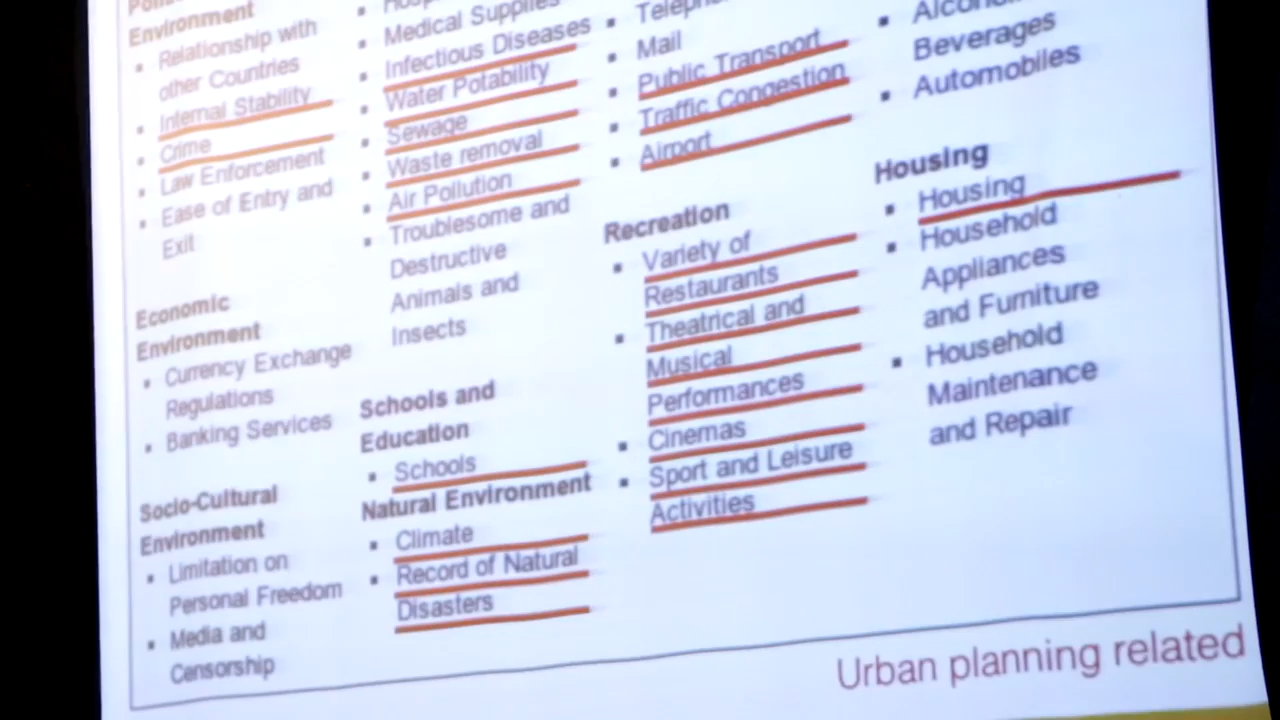 Environment
Relationship with
other Countries
Internal Stability
Crime
Law Enforcement
Ease of Entry and
Exit
Economic
Environment
Currency Exchange
Regulations
Banking Services
Socio-Cultural
Environment
Limitation on
Personal Freedom
Media and
Censorship
Medical Supplies
Infectious Diseases
Water Potability
Sewage
Waste removal
Air Pollution
Troublesome and
Destructive
Animals and
Insects
Schools and
Education
Schools
Natural Environment
Climate
Record of Natural
Disasters
Mail
Public Transport
Traffic Congestion
Airport
Recreation
Variety of
Restaurants
Theatrical and
Musical
Performances
Cinemas
Sport and Leisure
Activities
Beverages
Automobiles
Housing
Housing
Household
Appliances
and Furniture
Household
Maintenance
and Repair
Urban planning related